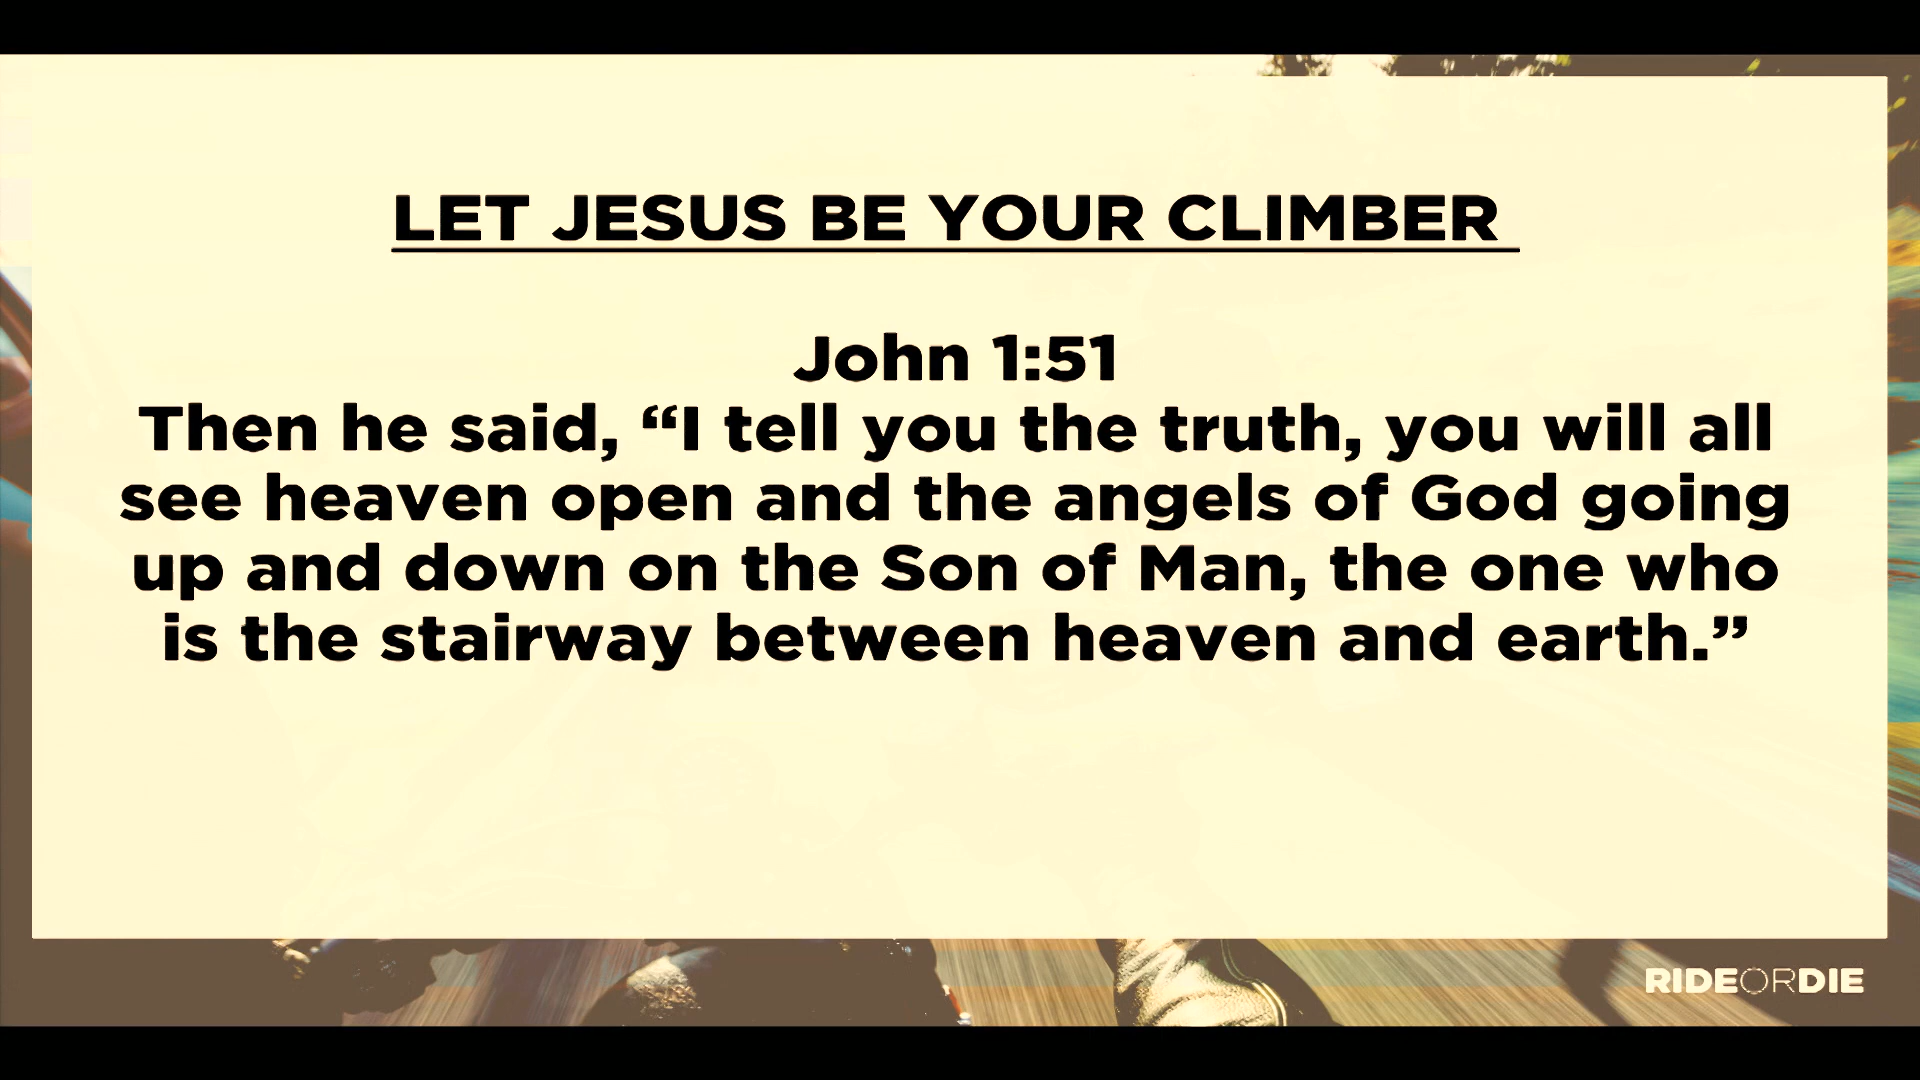 LET JESUS BE YOUR CLIMBER
John 1:51
Then he said, “I tell you the truth, you will all
see heaven open and the angels of God going
up and down on the Son of Man, the one who
is the stairway between heaven and earth.”
RIDEORDIE